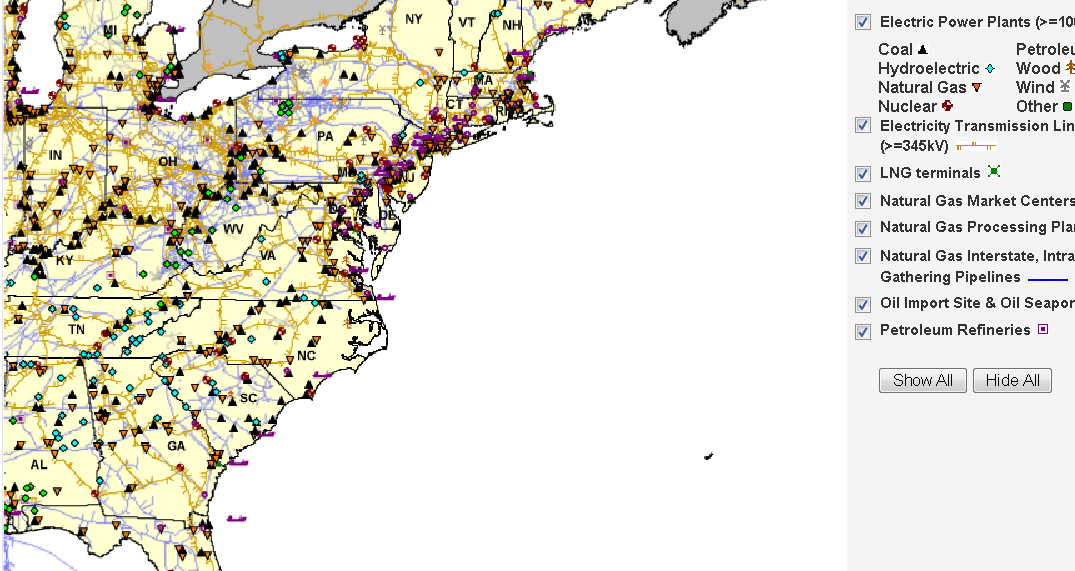 NY
VT
NH
MI
MA
CT
PA
IN
OH
NJ
DE
WV
VA
KY
TN
NC
SC
GA
AL
Electric Power Plants (>=10
Coal Petroleu
Hydroelectric Wood
Natural Gas Wind
Nuclear Other
Electricity Transmission Lin
(>=345kV)
LNG terminals
Natural Gas Market Centers
Natural Gas Processing Pla
Natural Gas Interstate, Intra
Gathering Pipelines
Oil Import Site & Oil Seapor
Petroleum Refineries
Show All Hide All